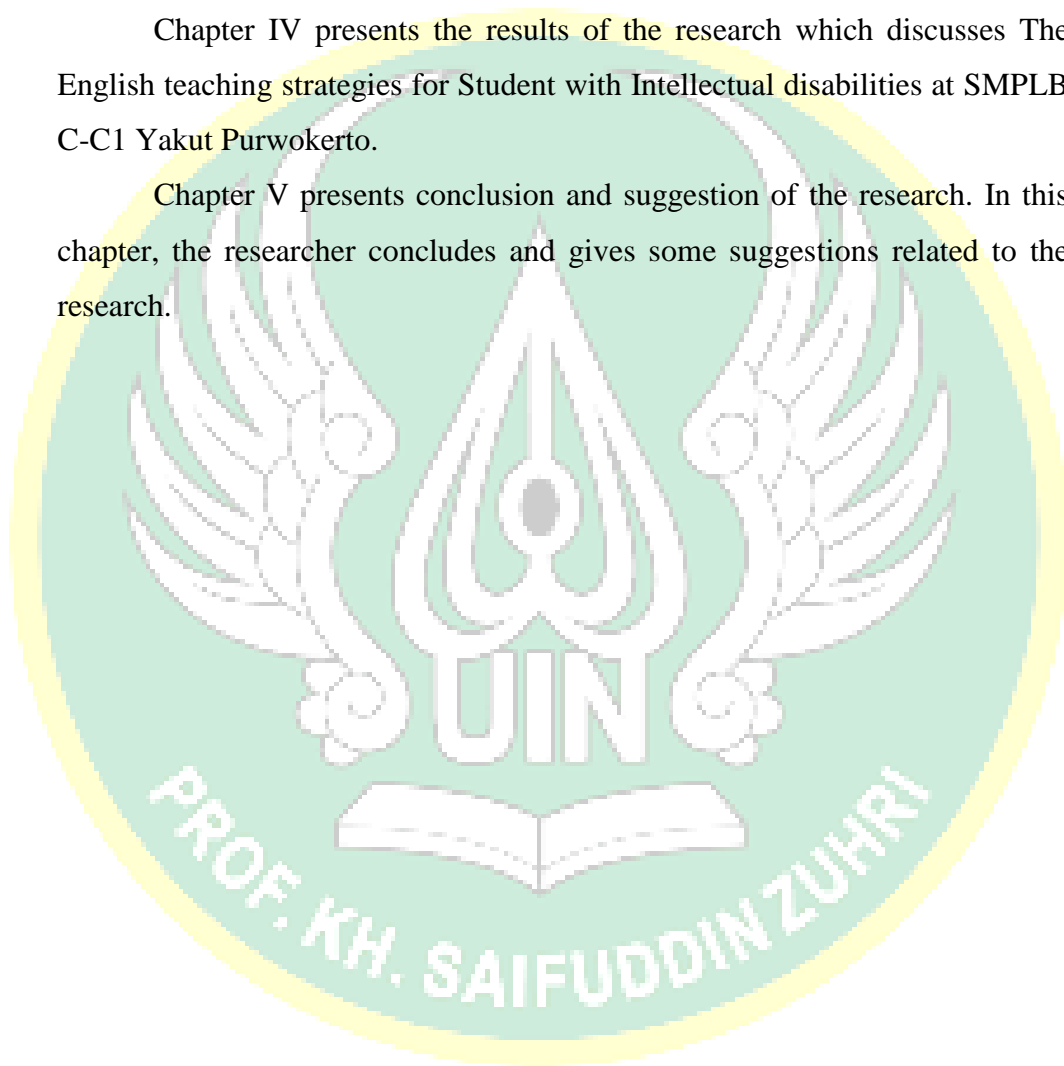 Chapter IV presents the results of the research which discusses The
English teaching strategies for Student with Intellectual disabilities at SMPLB
C-C1 Yakut Purwokerto.
Chapter V presents conclusion and suggestion of the research. In this
chapter, the researcher concludes and gives some suggestions related to the
research.
UIN
PROF. KH. SAIFUDDIN ZUHRI